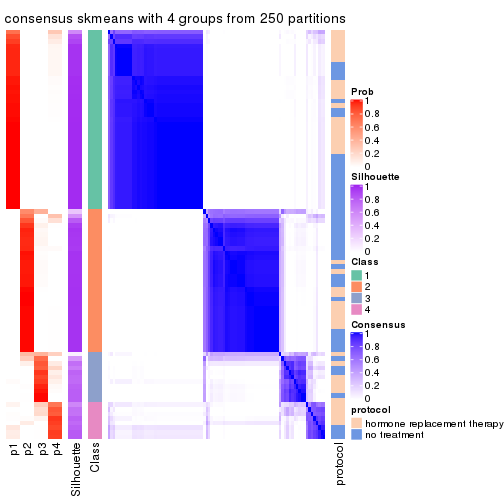 consensus skmeans with 4 groups from 250 partitions
Prob
1
0.8
0.6
0.4
0.2
0
Silhouette
1
0.8
0.6
0.4
0.2
0
Class
1
2
3
4
Consensus
1
0.8
0.6
0.4
0.2
0
protocol
hormone replacement therapy
no treatment
p1
p2
p3
p4
Silhouette
Class
protocol